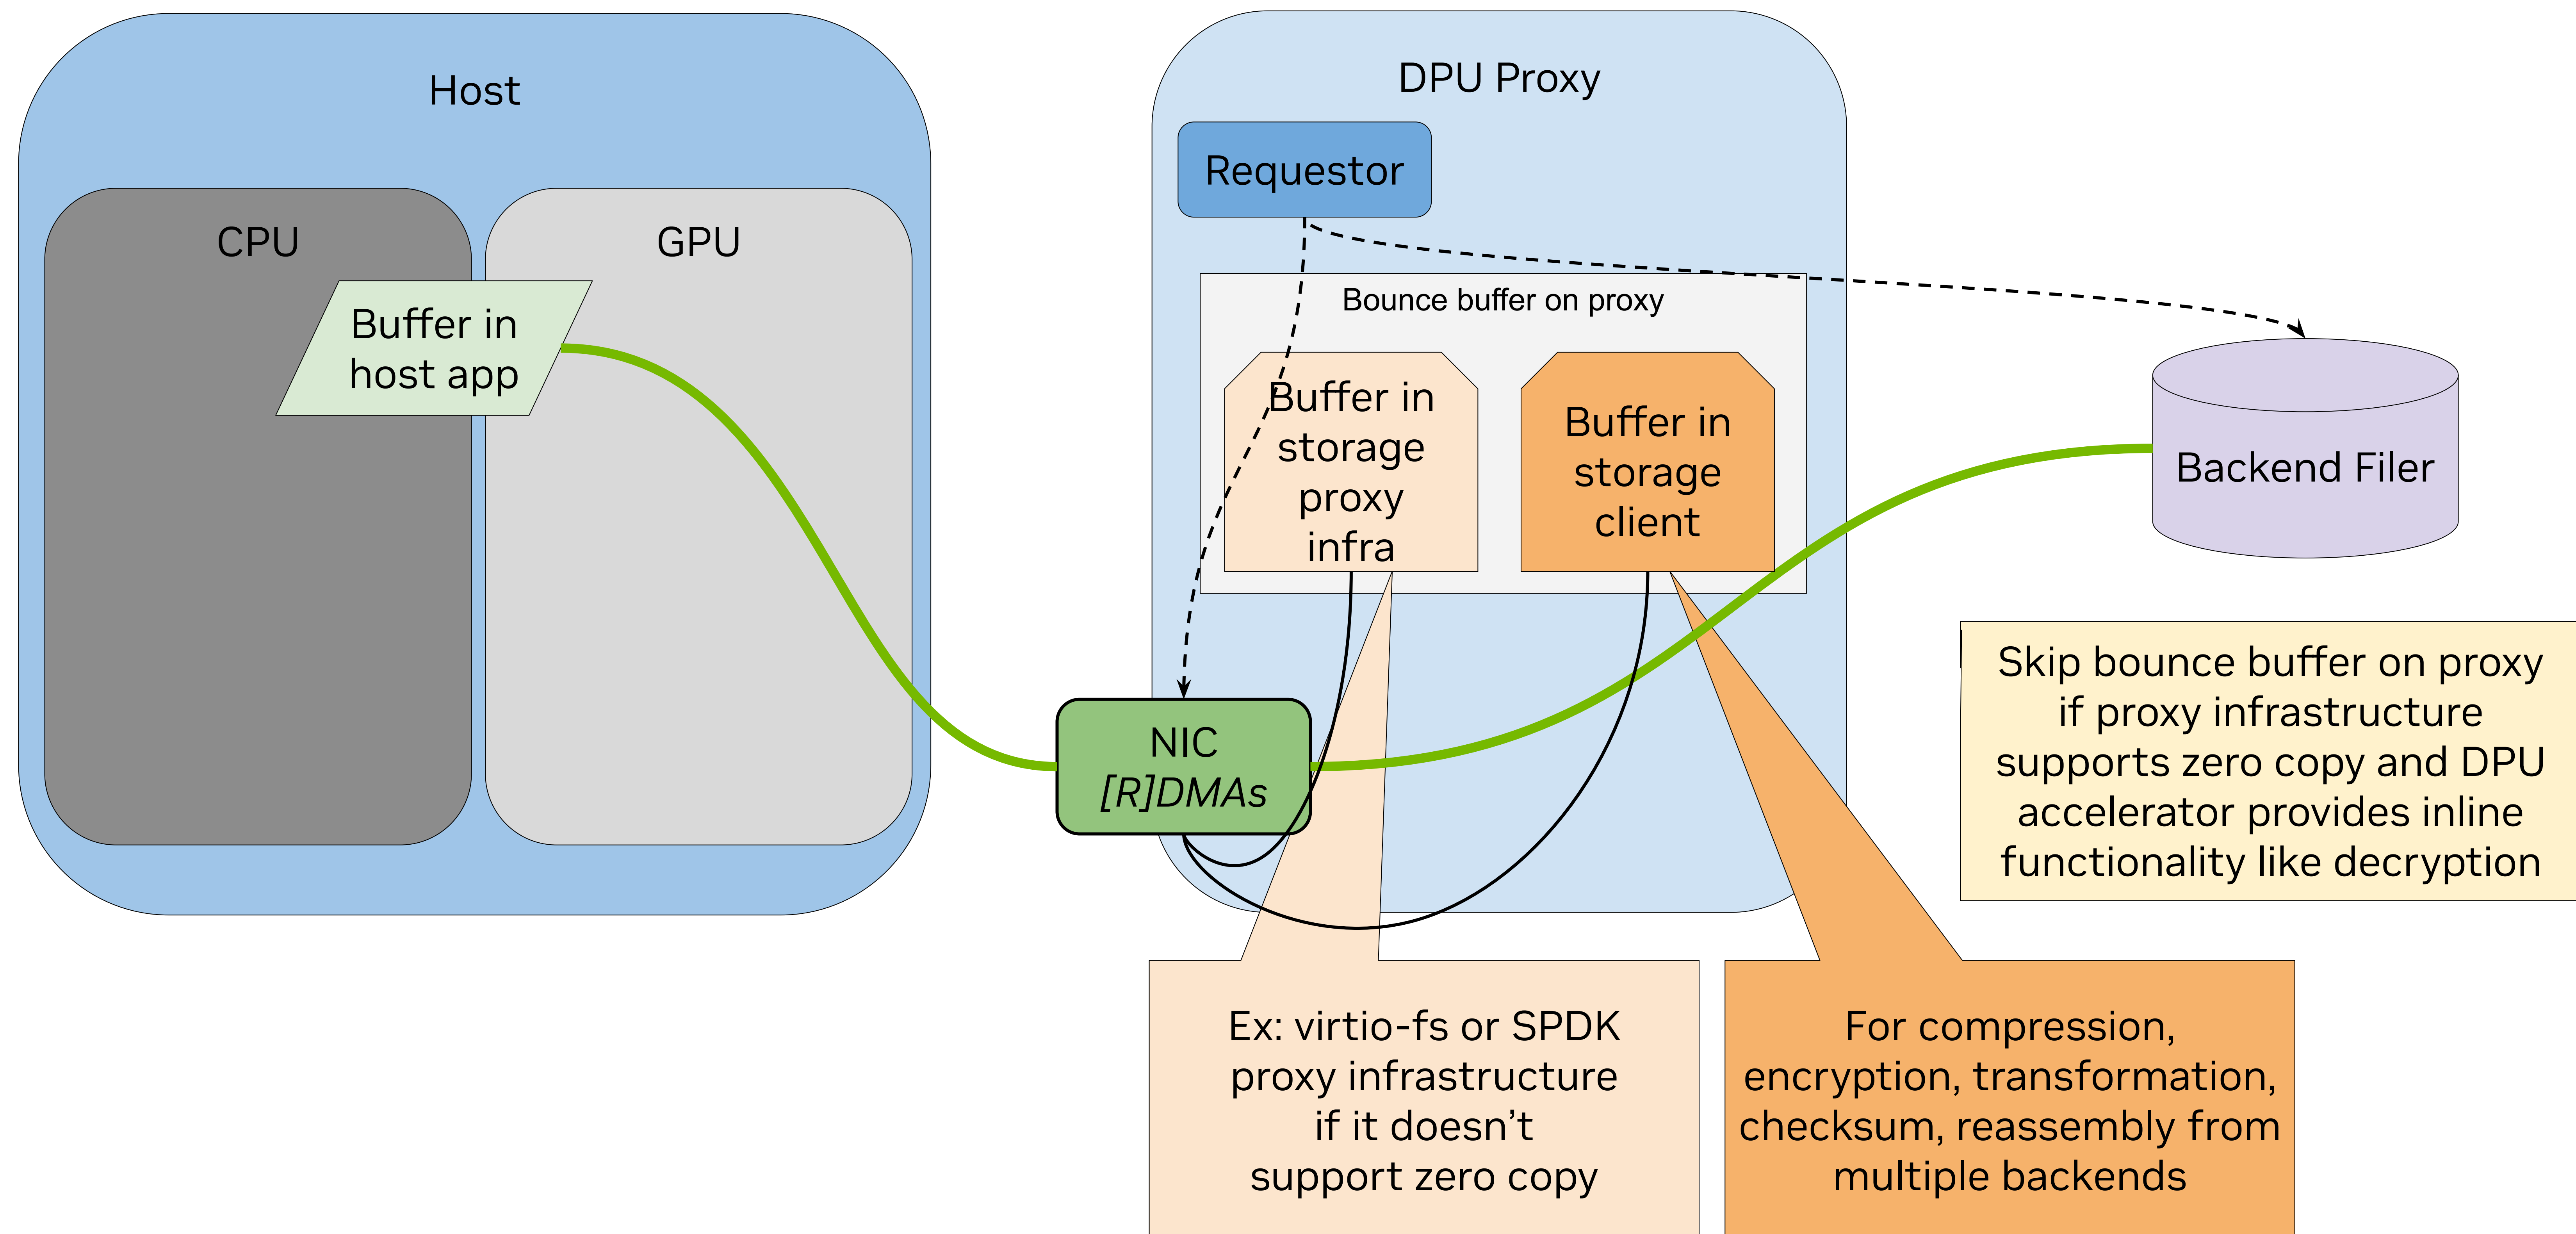 Host
CPU
GPU
Buffer in
host app
DPU Proxy
Requestor
Bounce buffer on proxy
Buffer in
storage
proxy
infra
Buffer in
storage
client
Backend Filer
NIC
[R]DMAs
Skip bounce buffer on proxy
if proxy infrastructure
supports zero copy and DPU
accelerator provides inline
functionality like decryption
Ex: virtio-fs or SPDK
proxy infrastructure
if it doesn’t
support zero copy
For compression,
encryption, transformation,
checksum, reassembly from
multiple backends